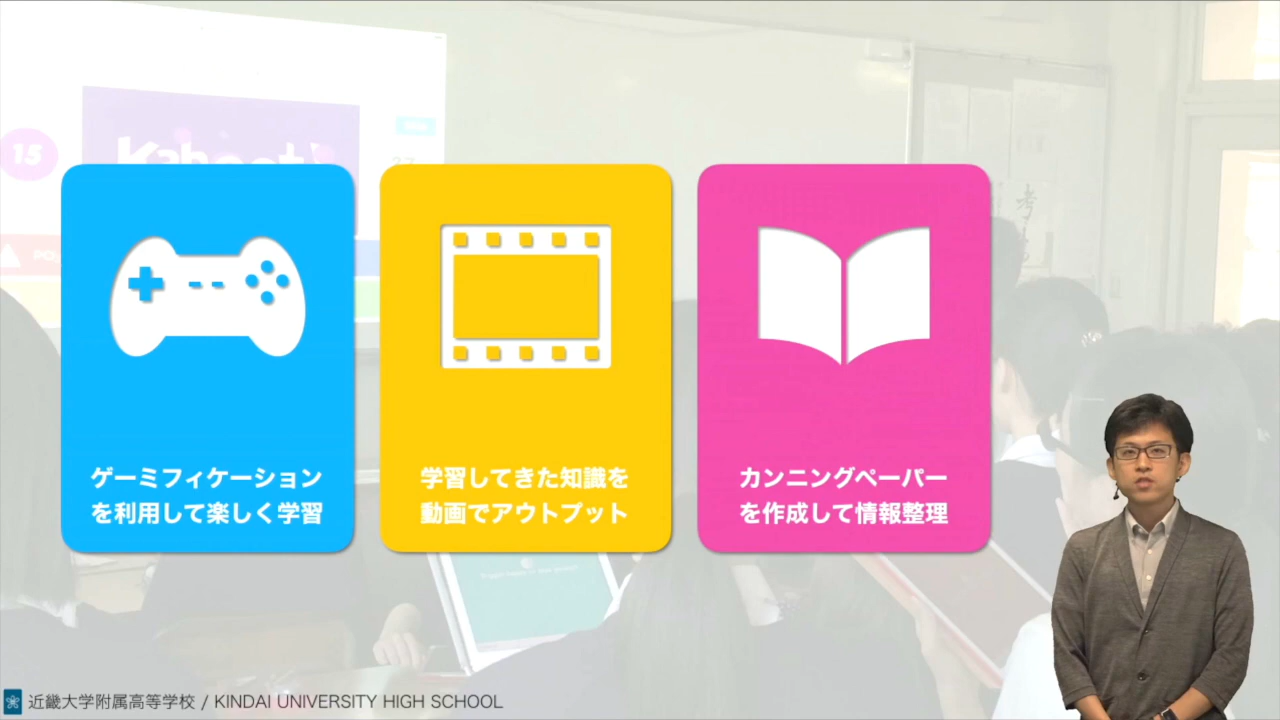 15
Kahoot!
ゲーミフィケーション
を利用して楽しく学習
学習してきた知識を
動画でアウトプット
カンニングペーパー
を作成して情報整理
近畿大学附属高等学校 / KINDAI UNIVERSITY HIGH SCHOOL